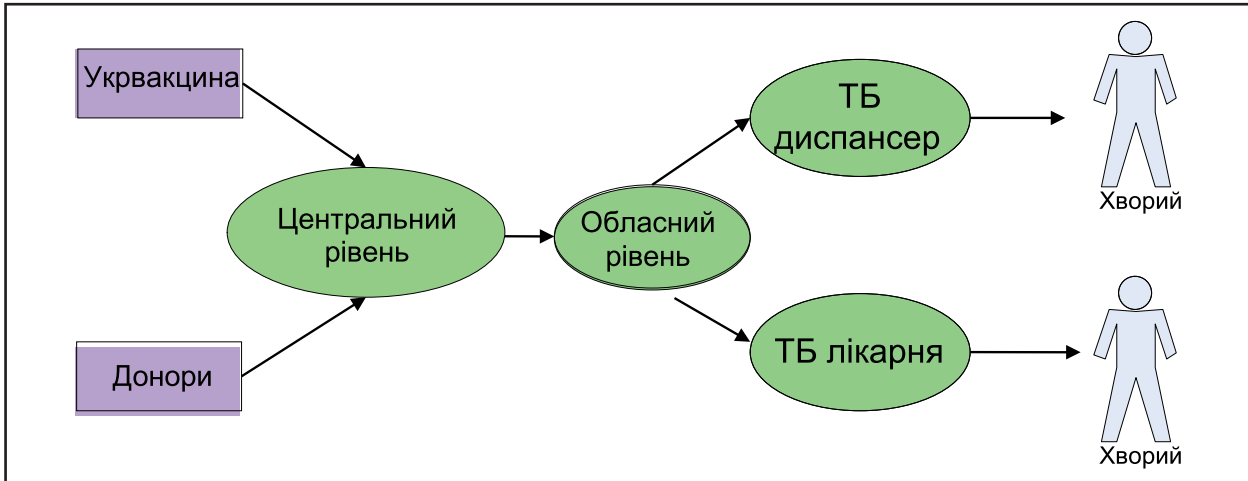 Укрвакцина
Донори
Центральний
рівень
Обласний
рівень
ТБ
диспансер
ТБ лікарня
Хворий
Хворий